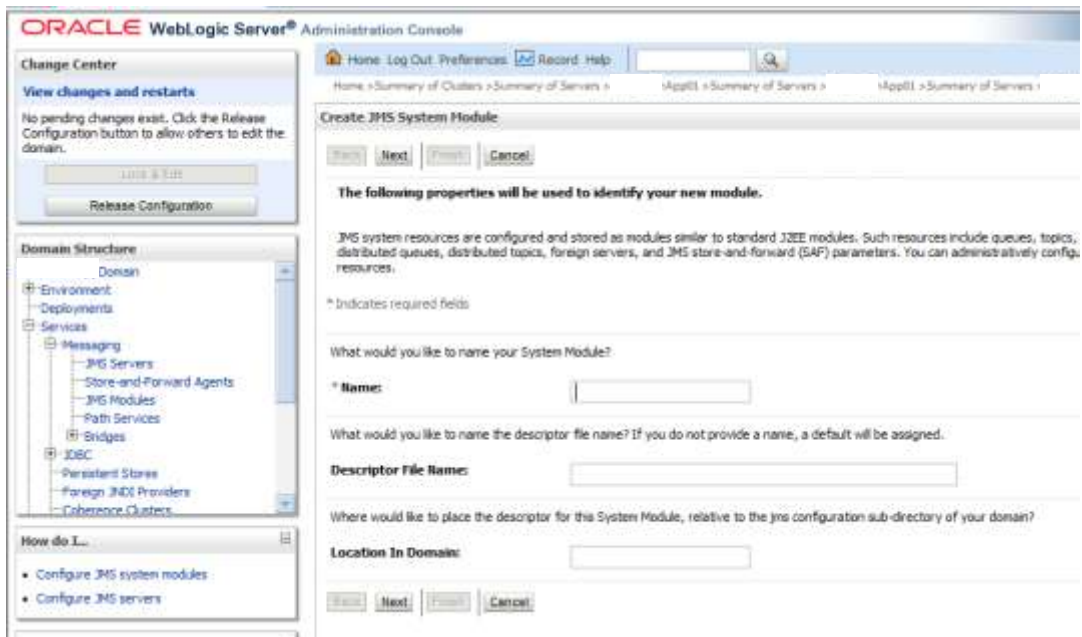 ORACLE WebLogic Server® Administration Console
Change Center
View changes and restarts
No pending changes exist. Click the Release
Configuration button to allow others to edit the
domain.
Lock & Edit
Release Configuration
Domain Structure
Domain
Environment
Deployments
Services
Messaging
JMS Servers
Store-and-Forward Agents
JMS Modules
Path Services
Bridges
JDBC
Persistent Stores
Foreign JNDI Providers
Coherence Clusters
How do I...
Configure JMS system modules
Configure JMS servers
Home Log Out Preferences Record Help
Home >Summary of Clusters >Summary of Servers > App01 >Summary of Servers > App01 >Summary of Servers >
Create JMS System Module
Back Next Finish Cancel
The following properties will be used to identify your new module.
JMS system resources are configured and stored as modules similar to standard J2EE modules. Such resources include queues, topics,
distributed queues, distributed topics, foreign servers, and JMS store-and-forward (SAF) parameters. You can administratively configu
resources.
* Indicates required fields
What would you like to name your System Module?
* Name:
What would you like to name the descriptor file name? If you do not provide a name, a default will be assigned.
Descriptor File Name:
Where would like to place the descriptor for this System Module, relative to the jms configuration sub-directory of your domain?
Location In Domain:
Back Next Finish Cancel